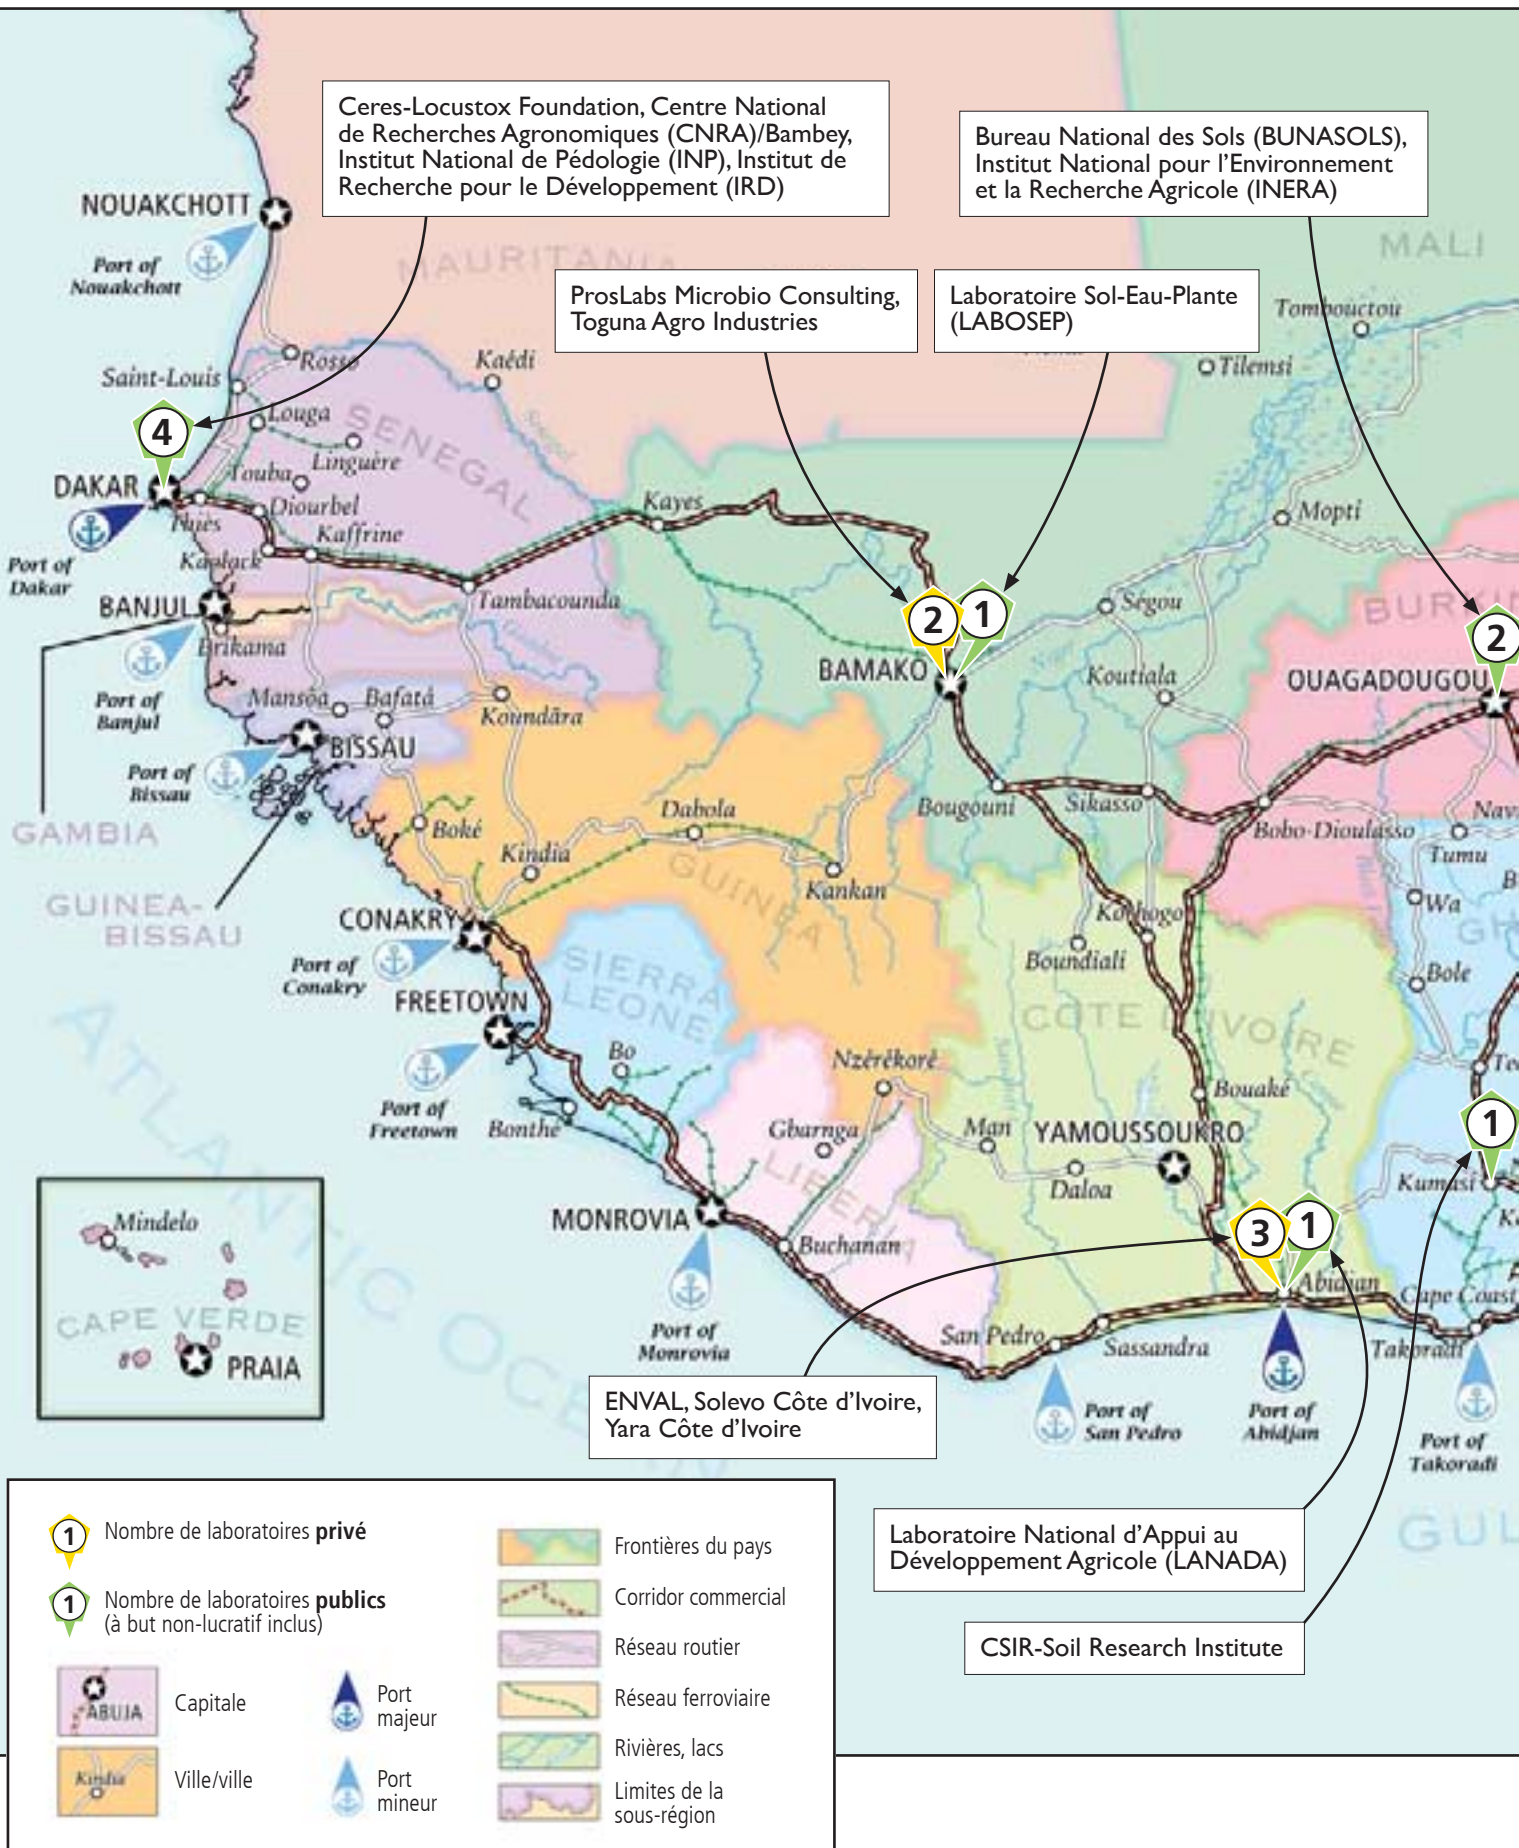 Ceres-Locustox Foundation, Centre National
de Recherches Agronomiques (CNRA)/Bambey,
Institut National de Pédologie (INP), Institut de
Recherche pour le Développement (IRD)
Bureau National des Sols (BUNASOLS),
Institut National pour l’Environnement
et la Recherche Agricole (INERA)
NOUAKCHOTT
Port of
Nouakchott
MAURITANIA
MALI
ProsLabs Microbio Consulting,
Toguna Agro Industries
Laboratoire Sol-Eau-Plante
(LABOSEP)
Tombouctou
Tilemsi
Rosso
Kaédi
Saint-Louis
Louga
SENEGAL
Senegal
4
Linguère
Touba
DAKAR
Diourbel
Thiès
Kaffrine
Kayes
Mopti
Port of
Dakar
Kaolack
BANJUL
Tambacounda
Gambia
Brikama
2
1
Ségou
BURKIN
2
Niger
BAMAKO
Koutiala
OUAGADOUGOU
Port of
Banjul
Mansôa
Bafatá
Koundâra
BISSAU
Port of
Bissau
GAMBIA
Boké
Dabola
Bougouni
Sikasso
Bobo-Dioulasso
Nav
Tumu
Kindia
GUINEA
Kankan
GUINEA-
BISSAU
CONAKRY
Korhogo
Wa
B
GH
Port of
Conakry
SIERRA
LEONE
Boundiali
Bole
FREETOWN
CÔTE D'IVOIRE
ATLANTIC OCEAN
Bo
Nzérékoré
Tec
Bouaké
Port of
Freetown
Bonthe
Gbarnga
Man
YAMOUSSOUKRO
1
LIBERIA
Daloa
Kumasi
Mindelo
MONROVIA
Buchanan
3
1
K
Abidjan
Cape Coast
CAPE VERDE
PRAIA
Port of
Monrovia
San Pedro
Sassandra
Takoradi
ENVAL, Solevo Côte d’Ivoire,
Yara Côte d’Ivoire
Port of
San Pedro
Port of
Abidjan
Port of
Takoradi
GUL
Laboratoire National d’Appui au
Développement Agricole (LANADA)
CSIR-Soil Research Institute
1
Nombre de laboratoires privé
1
Nombre de laboratoires publics
(à but non-lucratif inclus)
ABUJA
Capitale
Kindia
Ville/ville
Port
majeur
Port
mineur
Frontières du pays
Corridor commercial
Réseau routier
Réseau ferroviaire
Rivières, lacs
Limites de la
sous-région